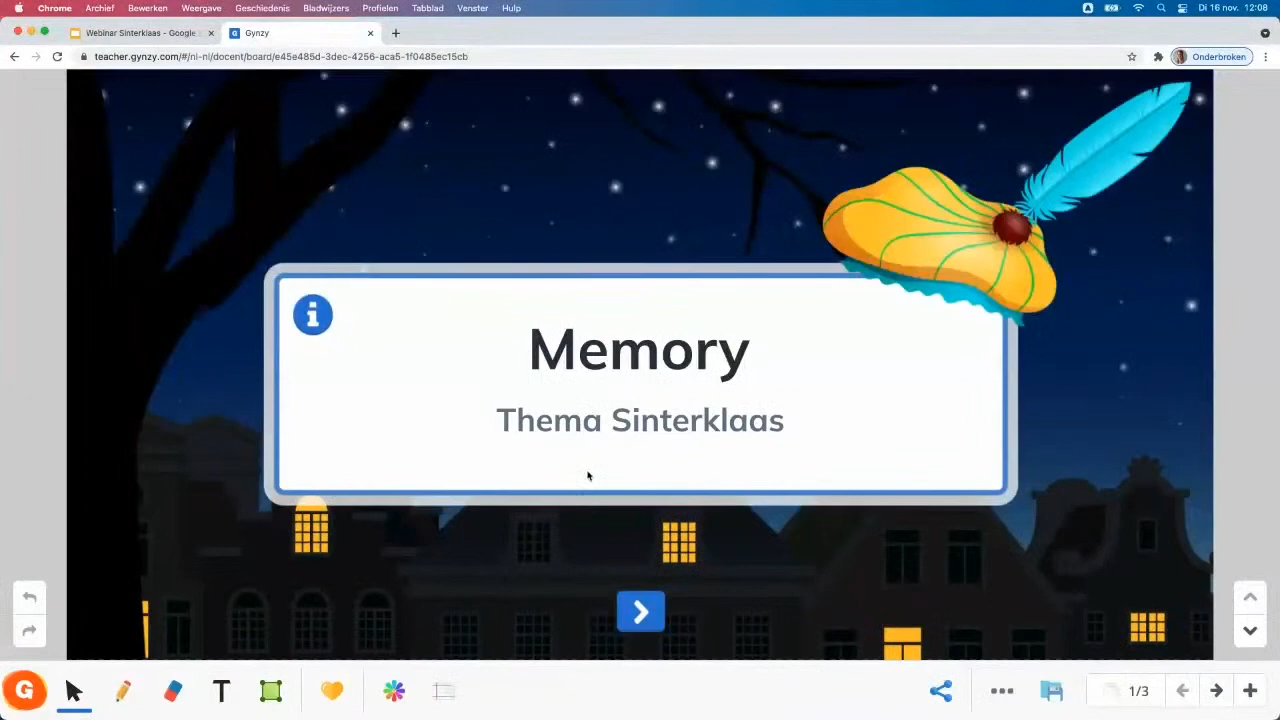 Chrome Archief Bewerken Weergave Geschiedenis Bladwijzers Profielen Tabblad Venster Help Di 16 nov. 12:08
Webinar Sinterklaas - Google Gynzy
teacher.gynzy.com/#/nl-nl/docent/board/e45e485d-3dec-4256-aca5-1f0485ec15cb Onderbroken
Memory
Thema Sinterklaas
G T 1/3